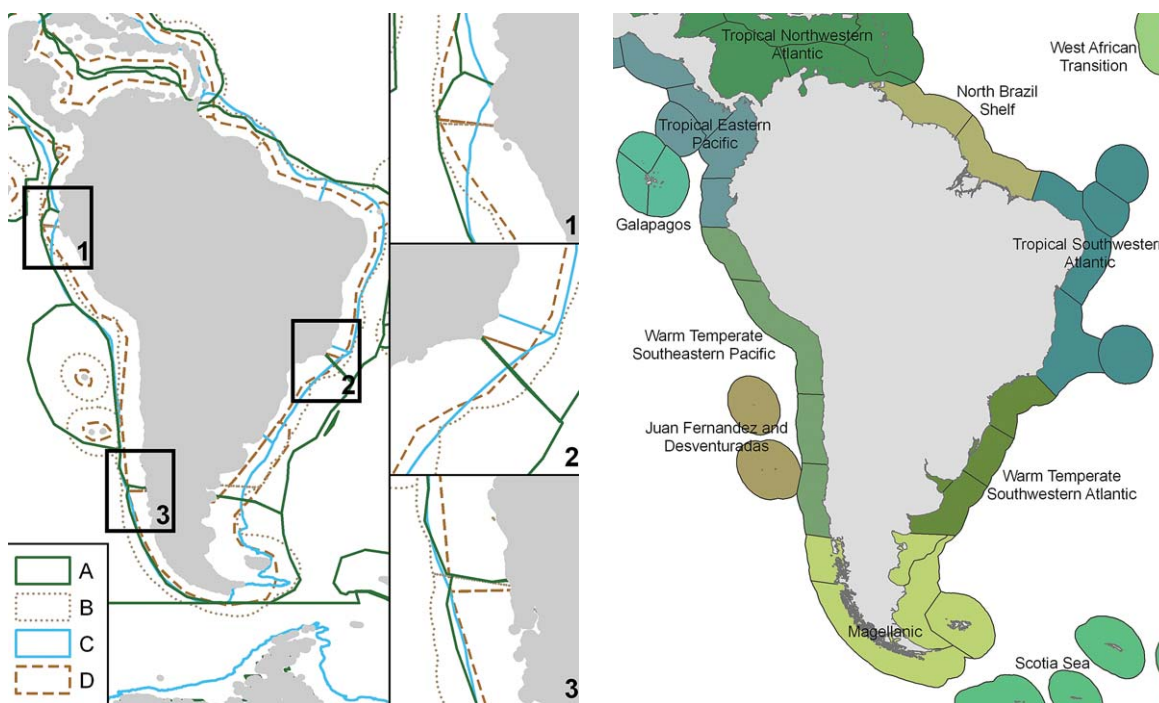 1
2
3
1
2
3
A
B
C
D
Tropical Northwestern
Atlantic
West African
Transition
North Brazil
Shelf
Tropical Eastern
Pacific
Galapagos
Tropical Southwestern
Atlantic
Warm Temperate
Southeastern Pacific
Juan Fernandez and
Desventuradas
Warm Temperate
Southwestern Atlantic
Magellanic
Scotia Sea